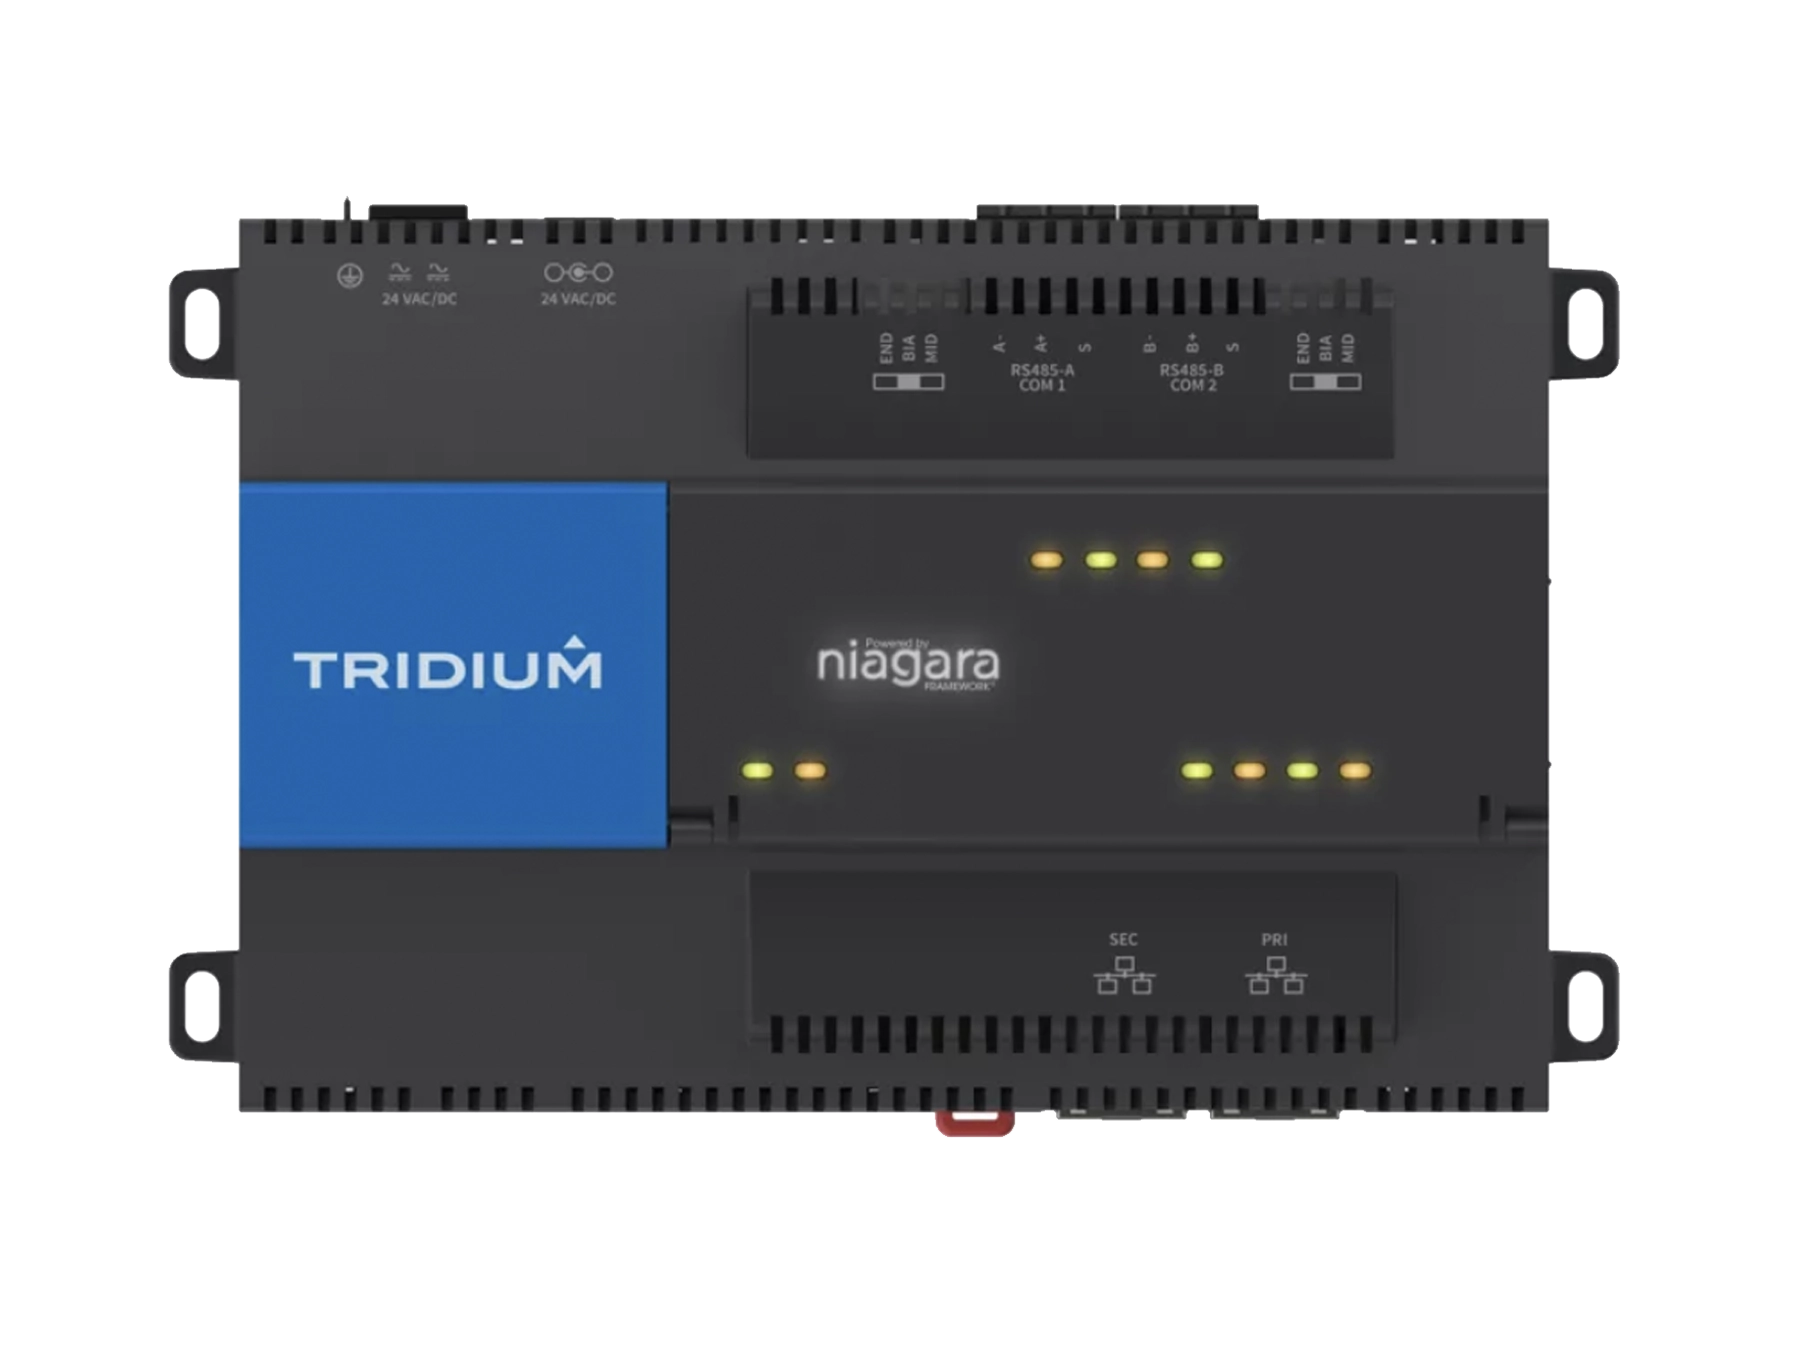 24 VAC/DC
24 VAC/DC
END
BIA
MID
A-
A+
S
RS485-A
COM 1
B-
B+
S
RS485-B
COM 2
END
BIA
MID
TRIDIUM
Powered by
niagara
FRAMEWORK
SEC
PRI